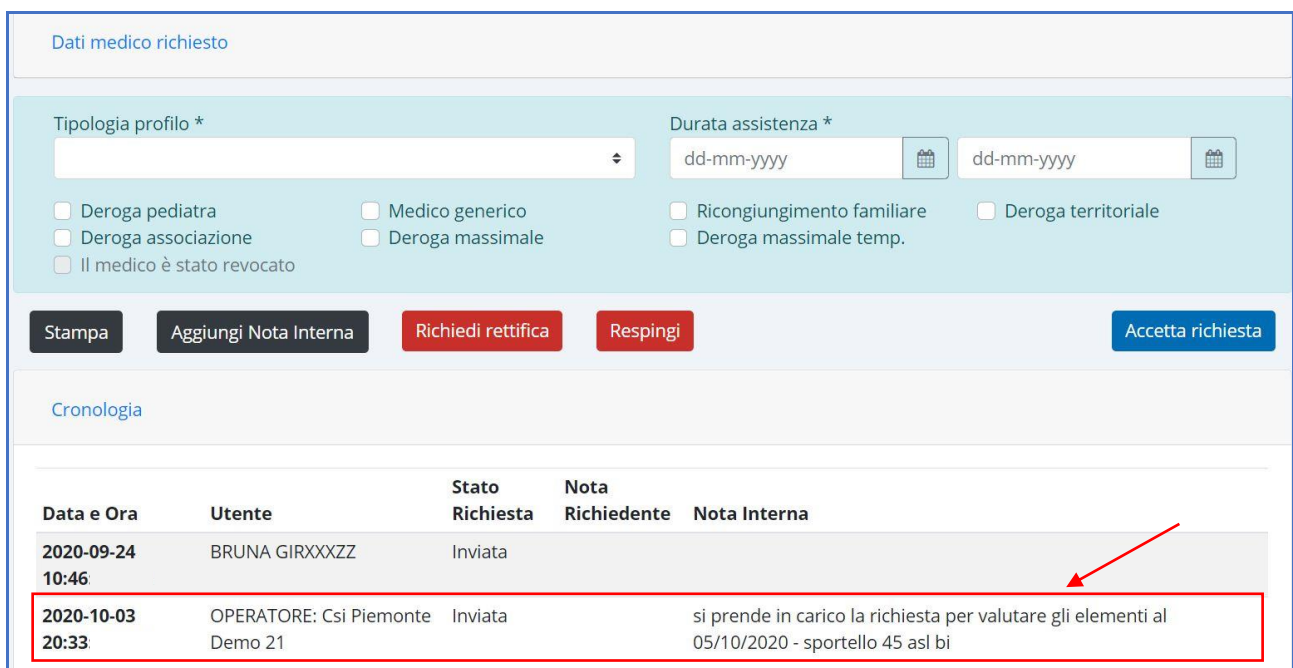 Dati medico richiesto
Tipologia profilo * Durata assistenza *
dd-mm-yyyy dd-mm-yyyy
Deroga pediatra Medico generico Ricongiungimento familiare Deroga territoriale
Deroga associazione Deroga massimale Deroga massimale temp.
Il medico è stato revocato
Stampa Aggiungi Nota Interna Richiedi rettifica Respingi Accetta richiesta
Cronologia
Stato Nota
Data e Ora Utente Richiesta Richiedente Nota Interna
2020-09-24 BRUNA GIRXXXZZ Inviata
10:46:
2020-10-03 OPERATORE: Csi Piemonte Inviata si prende in carico la richiesta per valutare gli elementi al
20:33: Demo 21 05/10/2020 - sportello 45 asl bi